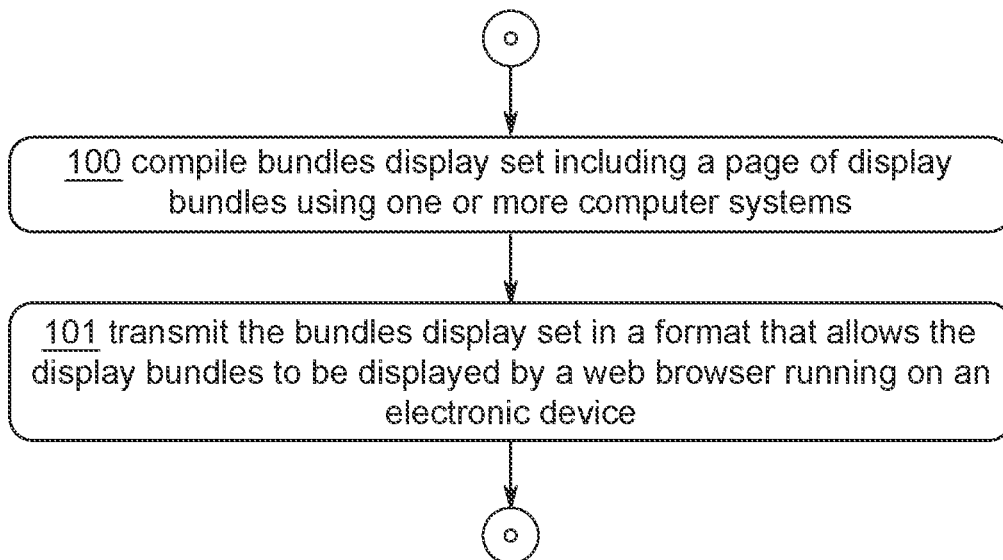 100 compile bundles display set including a page of display
bundles using one or more computer systems
101 transmit the bundles display set in a format that allows the
display bundles to be displayed by a web browser running on an
electronic device